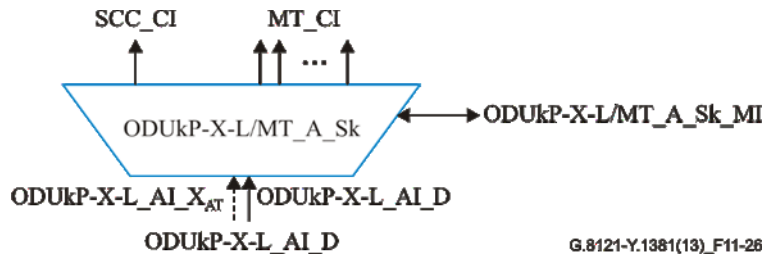 SCC_CI MT_CI
...
ODUkP-X-L/MT_A_Sk ODUkP-X-L/MT_A_Sk_MI
ODUkP-X-L_AI_XAT ODUkP-X-L_AI_D
ODUkP-X-L_AI_D
G.8121-Y.1381(13)_F11-26